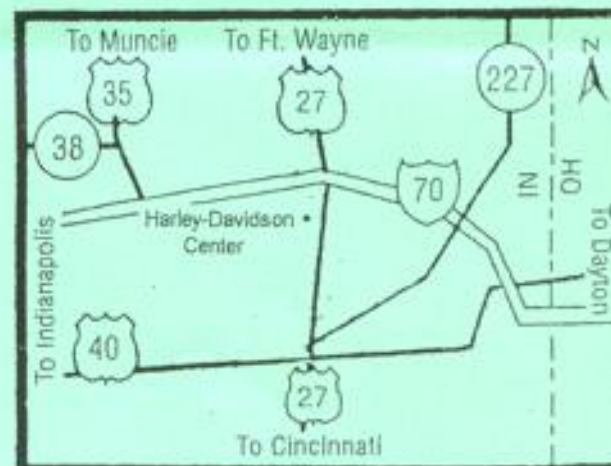 To Muncie
To Ft. Wayne
35
27
227
N
38
70
IN
OH
Harley-Davidson
Center
To Indianapolis
To Dayton
40
27
To Cincinnati